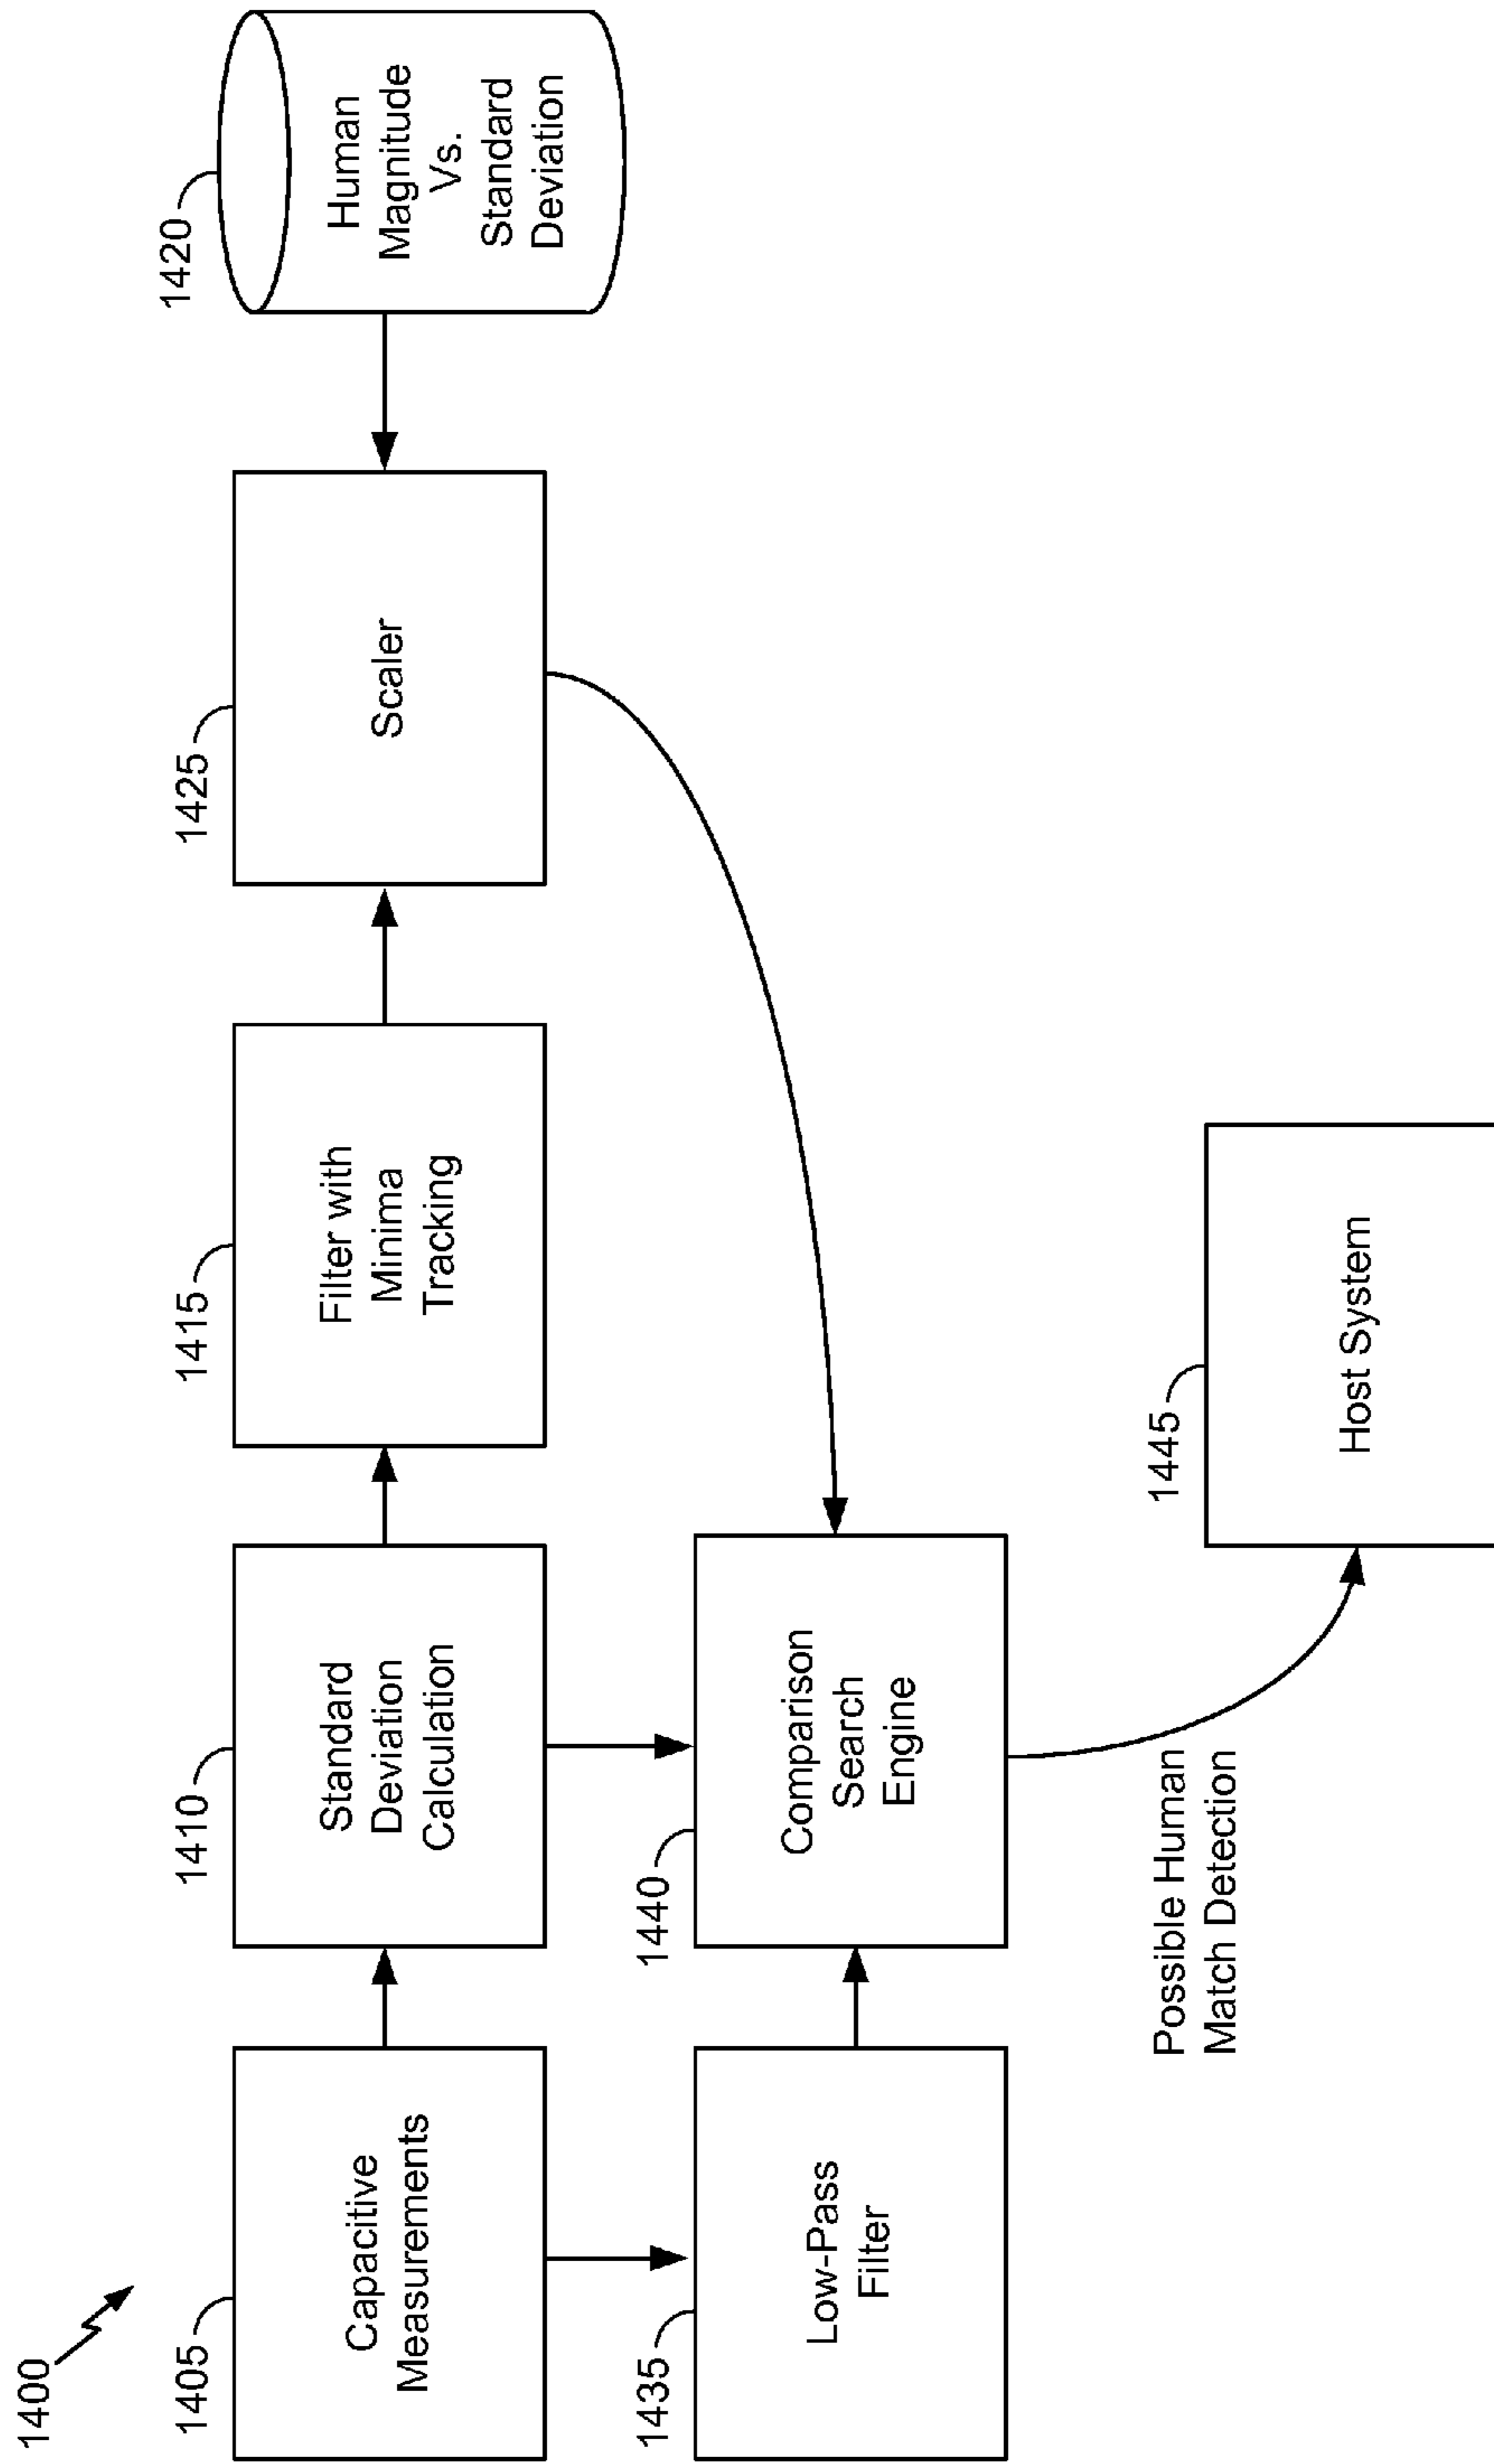 1400
1405
Capacitive
Measurements
1410
Standard
Deviation
Calculation
1415
Filter with
Minima
Tracking
1425
Scaler
1420
Human
Magnitude
Vs.
Standard
Deviation
1435
Low-Pass
Filter
1440
Comparison
Search
Engine
Possible Human
Match Detection
1445
Host System